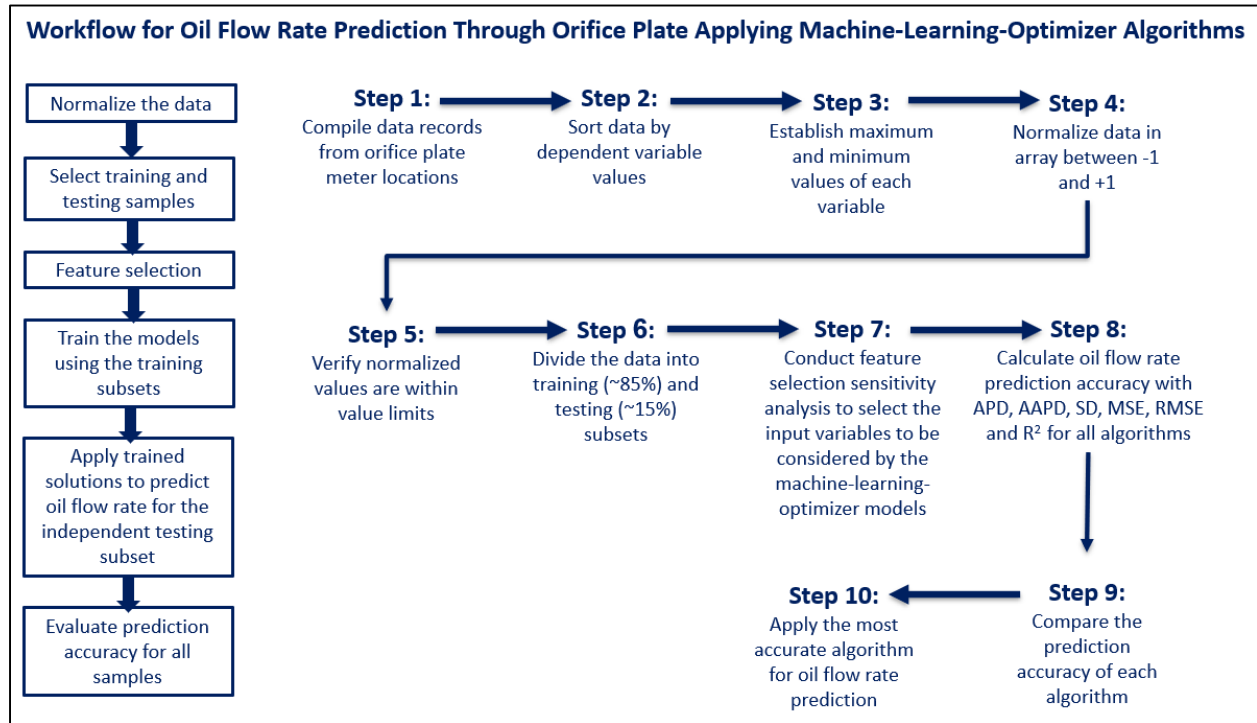 Workflow for Oil Flow Rate Prediction Through Orifice Plate Applying Machine-Learning-Optimizer Algorithms
Normalize the data
Select training and
testing samples
Feature selection
Train the models
using the training
subsets
Apply trained
solutions to predict
oil flow rate for the
independent testing
subset
Evaluate prediction
accuracy for all
samples
Step 1:
Compile data records
from orifice plate
meter locations
Step 2:
Sort data by
dependent variable
values
Step 3:
Establish maximum
and minimum
values of each
variable
Step 4:
Normalize data in
array between -1
and +1
Step 5:
Verify normalized
values are within
value limits
Step 6:
Divide the data into
training (~85%) and
testing (~15%)
subsets
Step 7:
Conduct feature
selection sensitivity
analysis to select the
input variables to be
considered by the
machine-learning-
optimizer models
Step 8:
Calculate oil flow rate
prediction accuracy with
APD, AAPD, SD, MSE, RMSE
and R² for all algorithms
Step 9:
Compare the
prediction
accuracy of each
algorithm
Step 10:
Apply the most
accurate algorithm
for oil flow rate
prediction